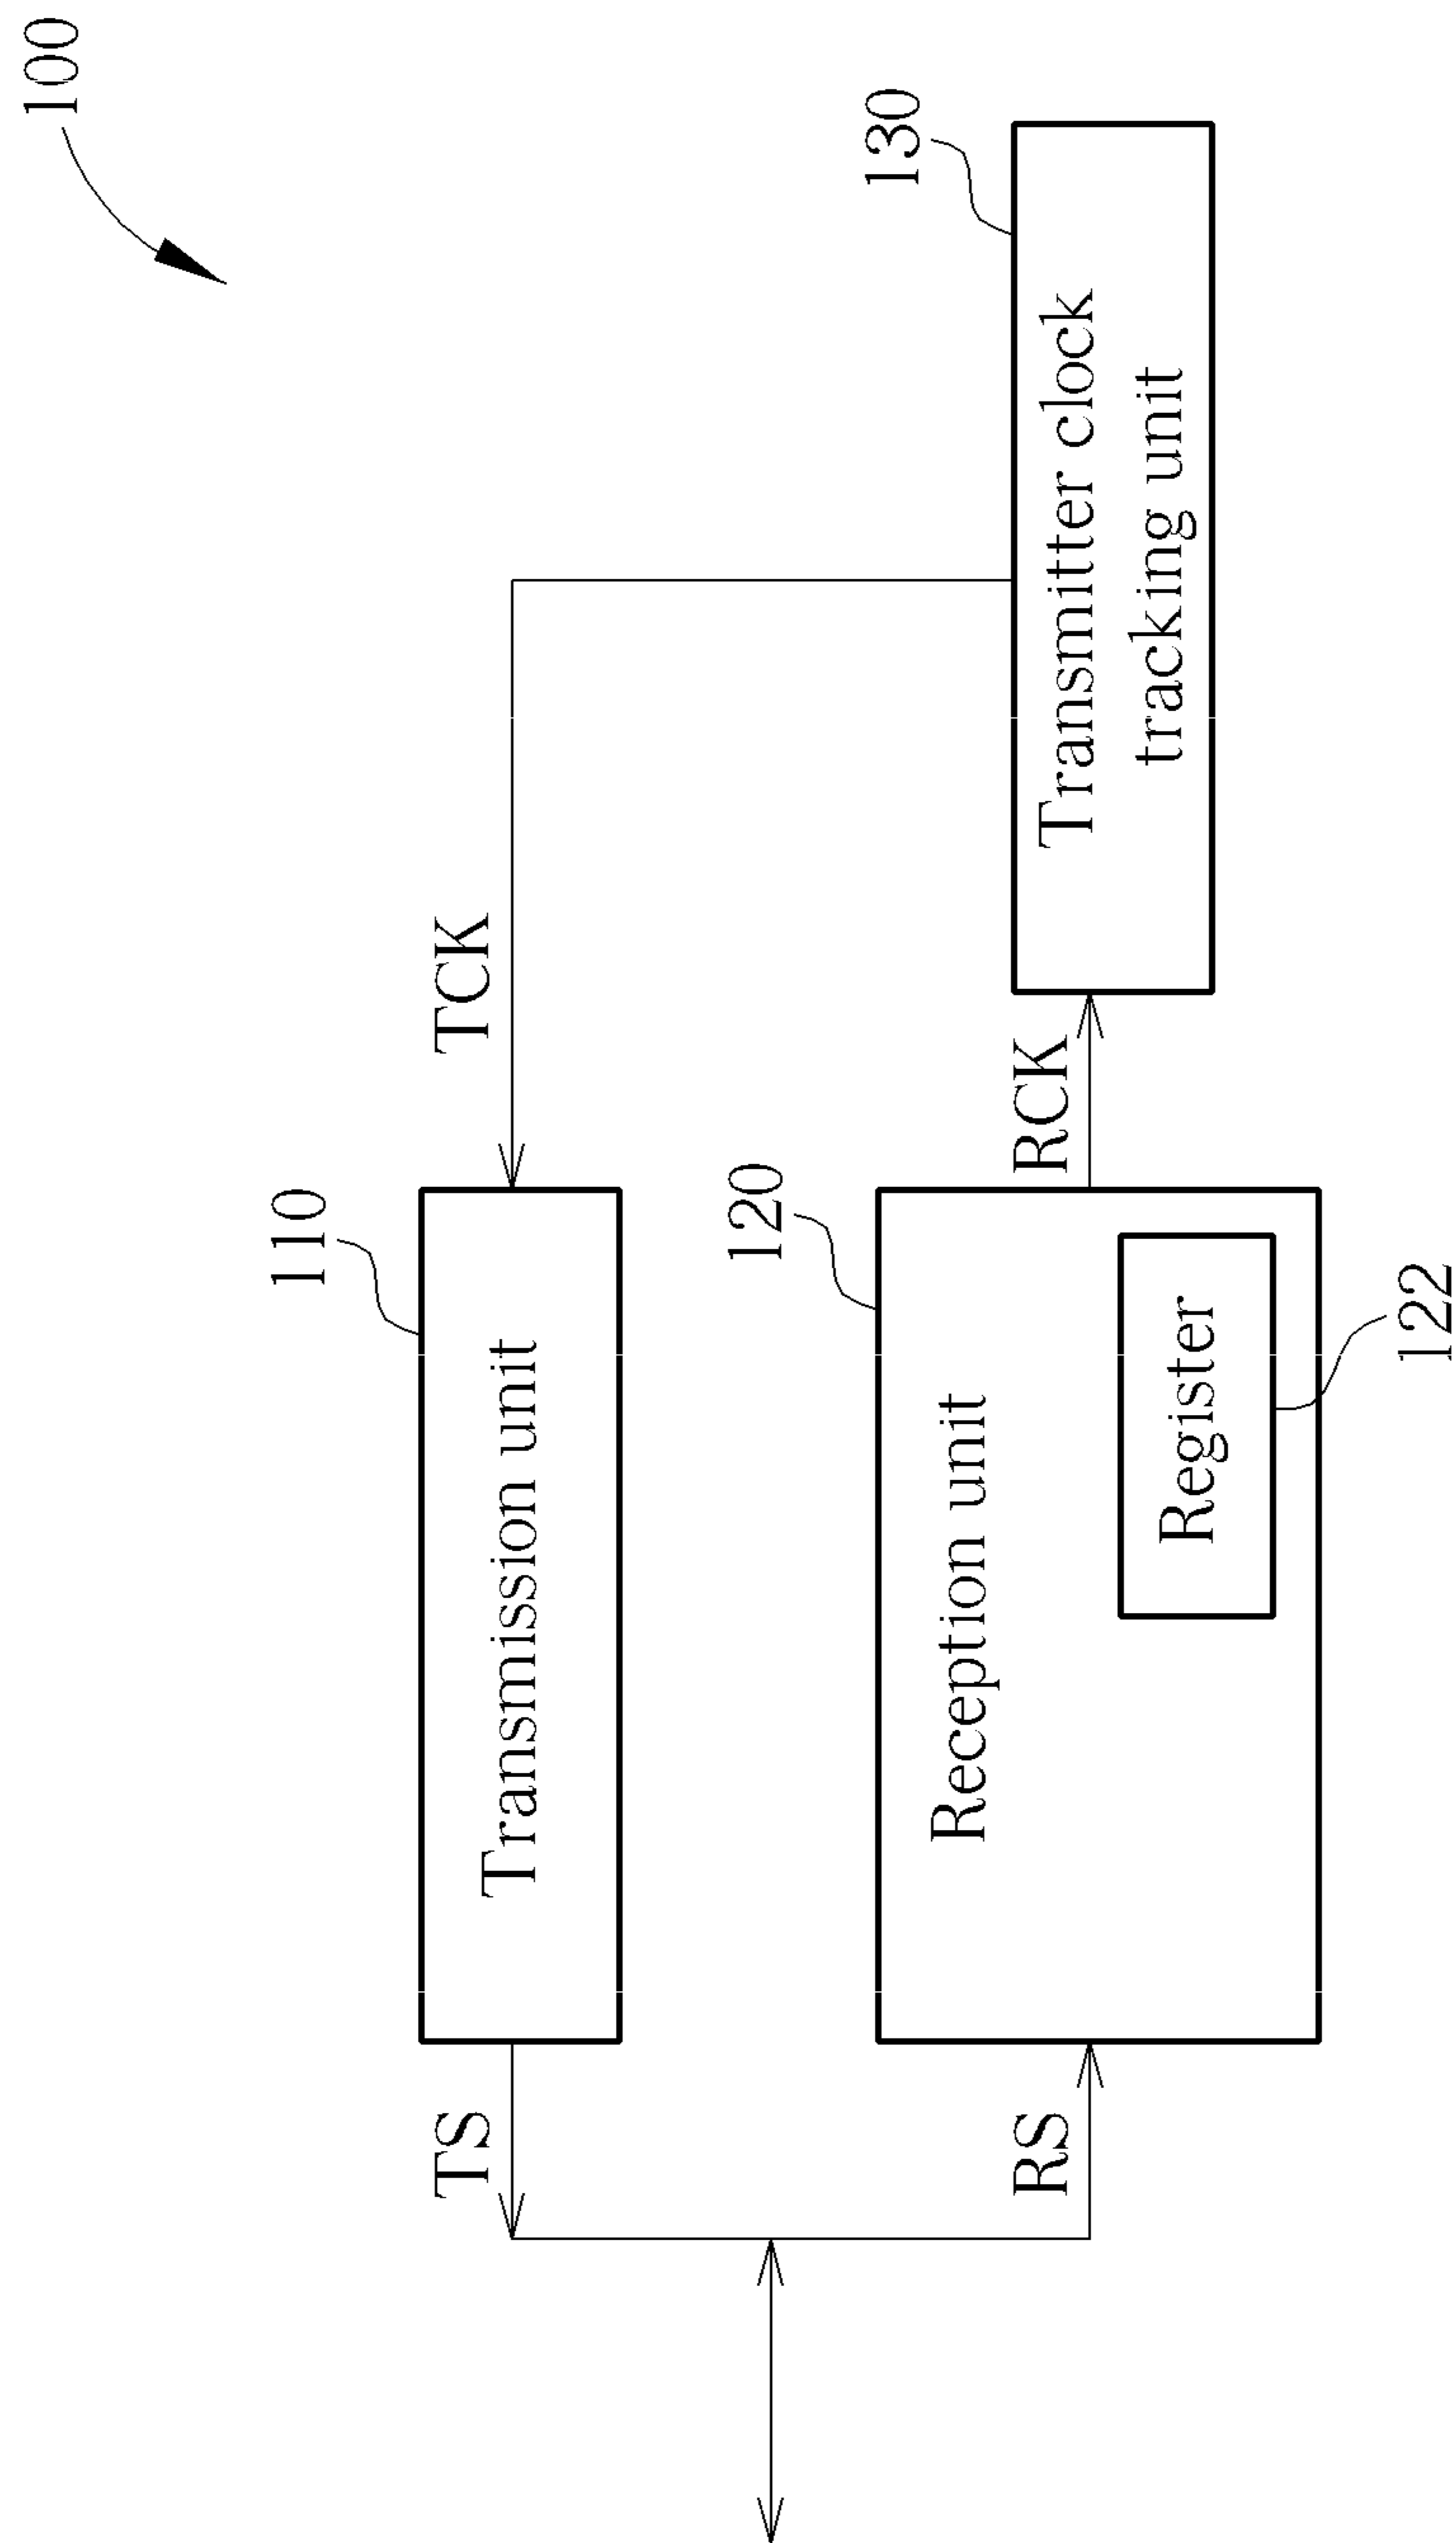 100
110
Transmission unit
TS
TCK
120
130
Reception unit
RS
RCK
Transmitter clock
tracking unit
Register
122